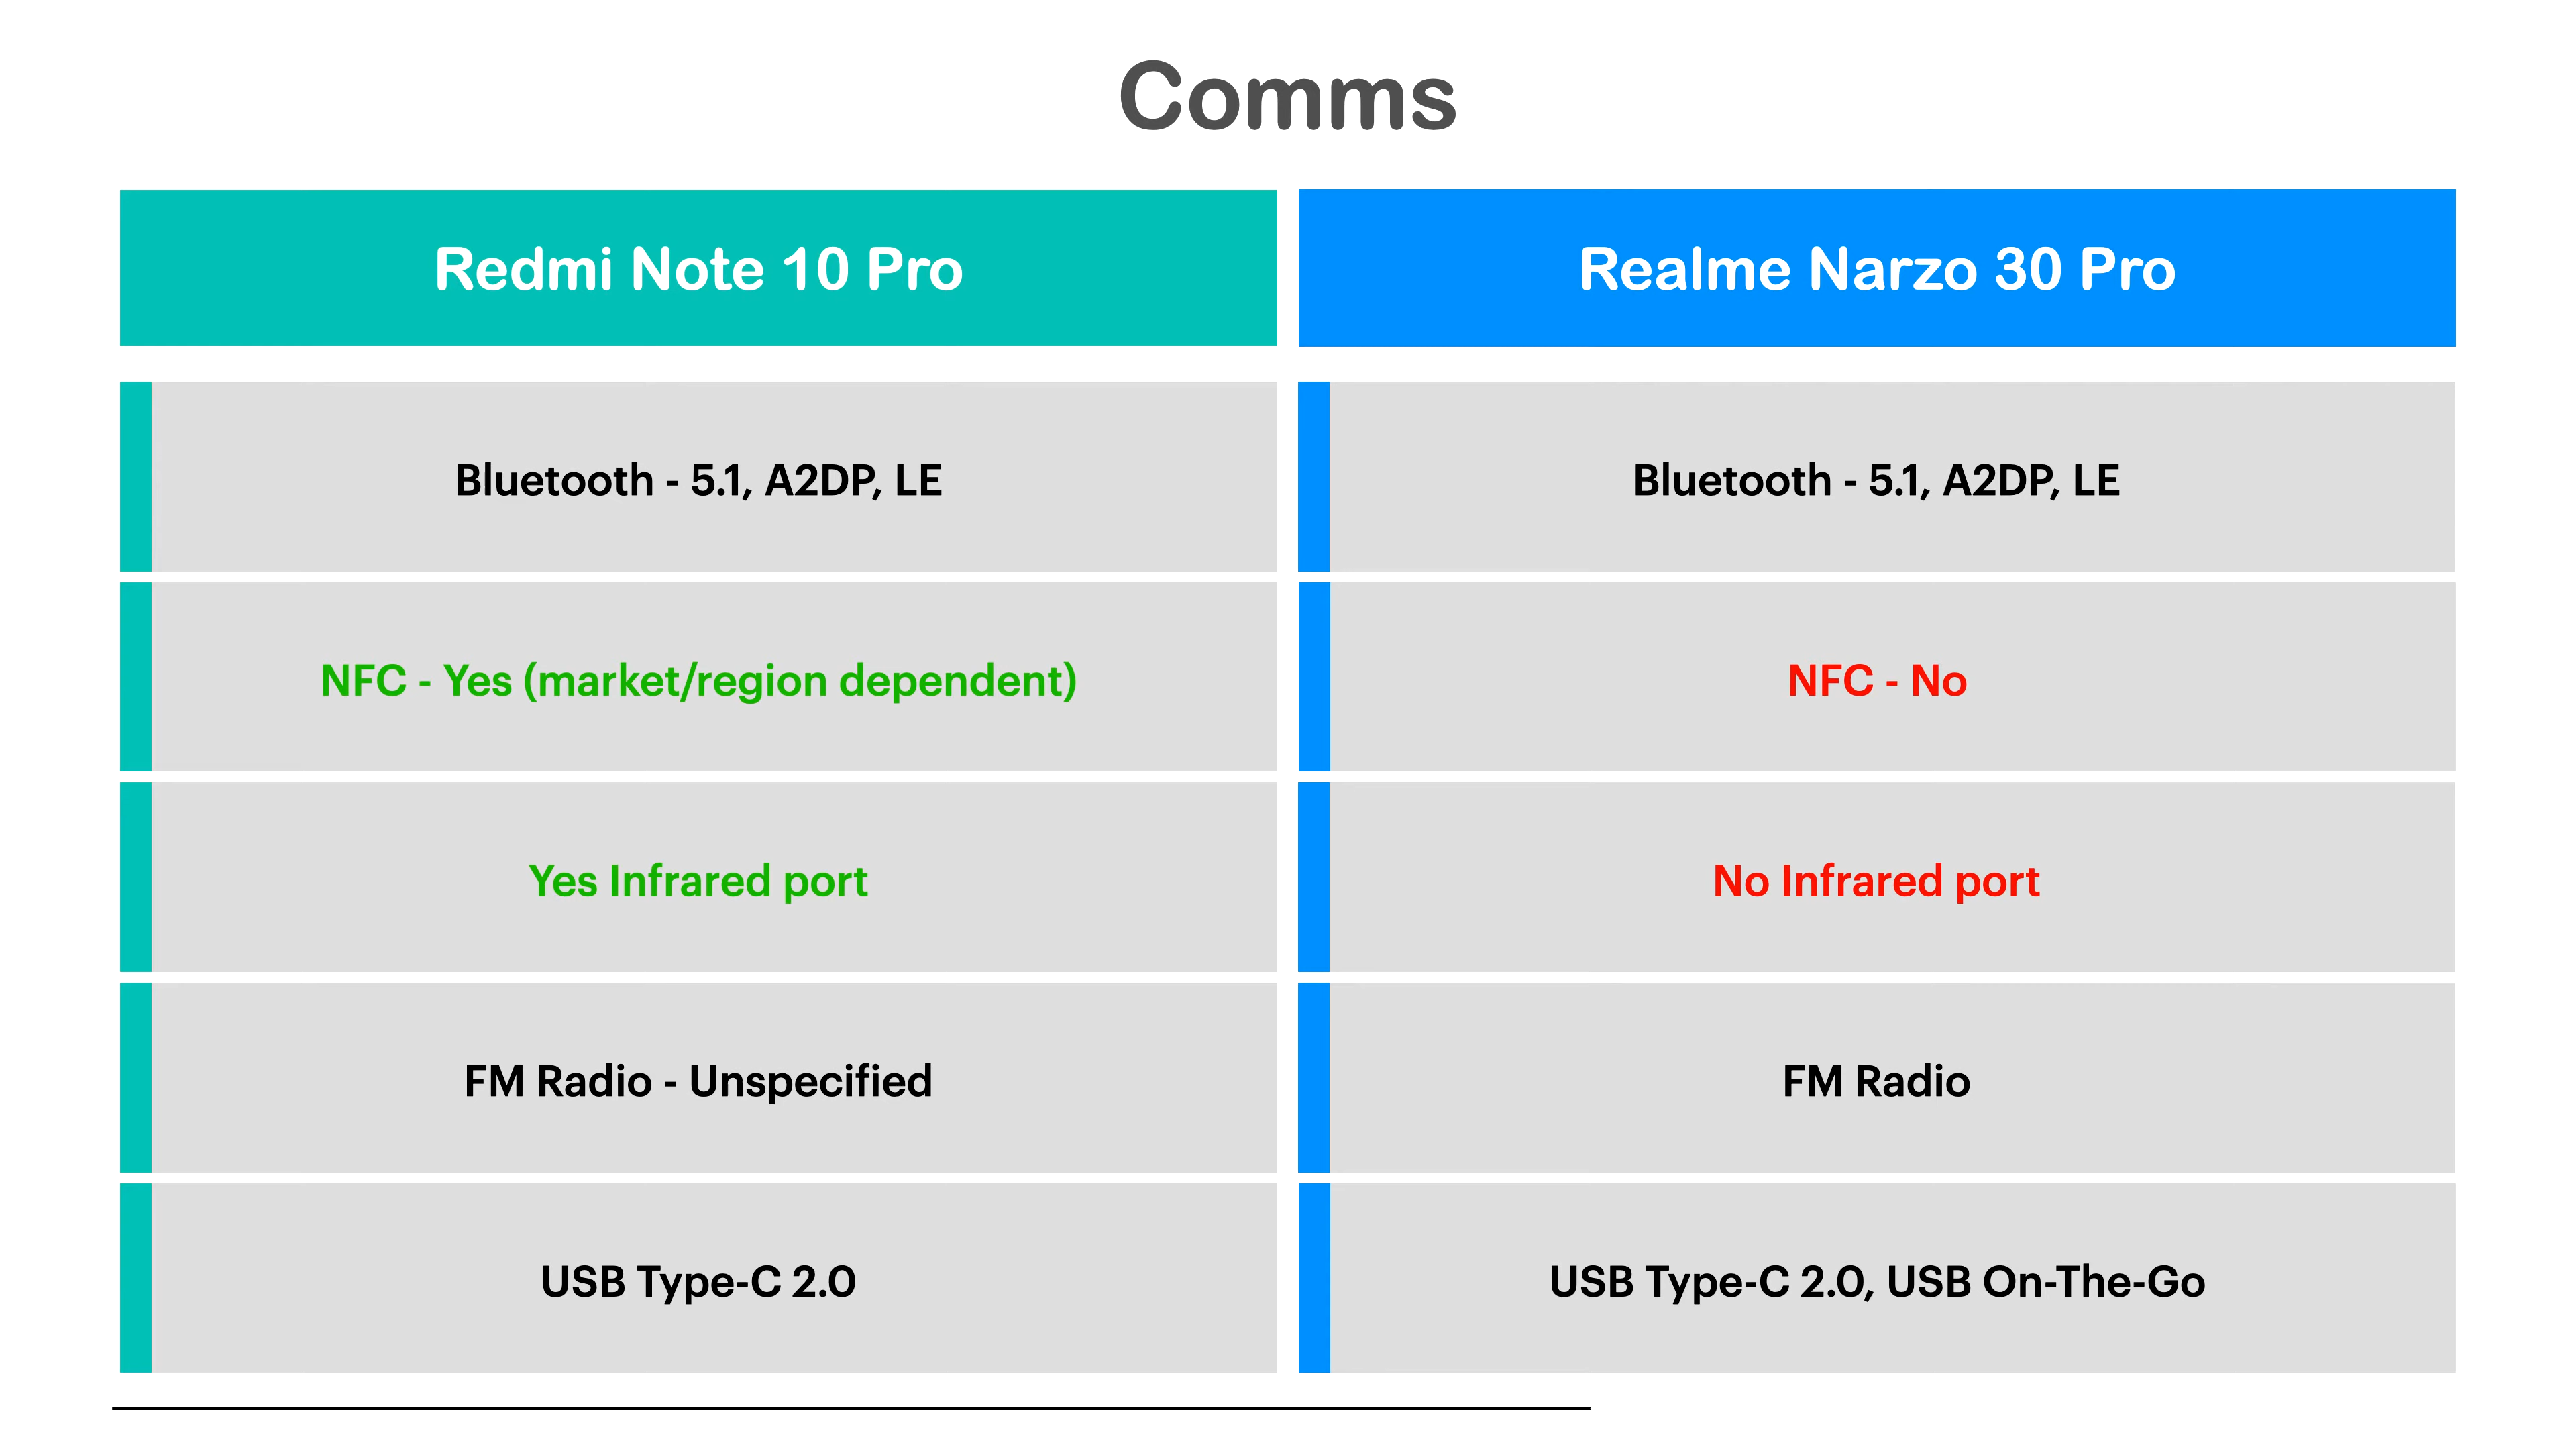 Comms
Redmi Note 10 Pro
Realme Narzo 30 Pro
Bluetooth - 5.1, A2DP, LE
Bluetooth - 5.1, A2DP, LE
NFC - Yes (market/region dependent)
NFC - No
Yes Infrared port
No Infrared port
FM Radio - Unspecified
FM Radio
USB Type-C 2.0
USB Type-C 2.0, USB On-The-Go